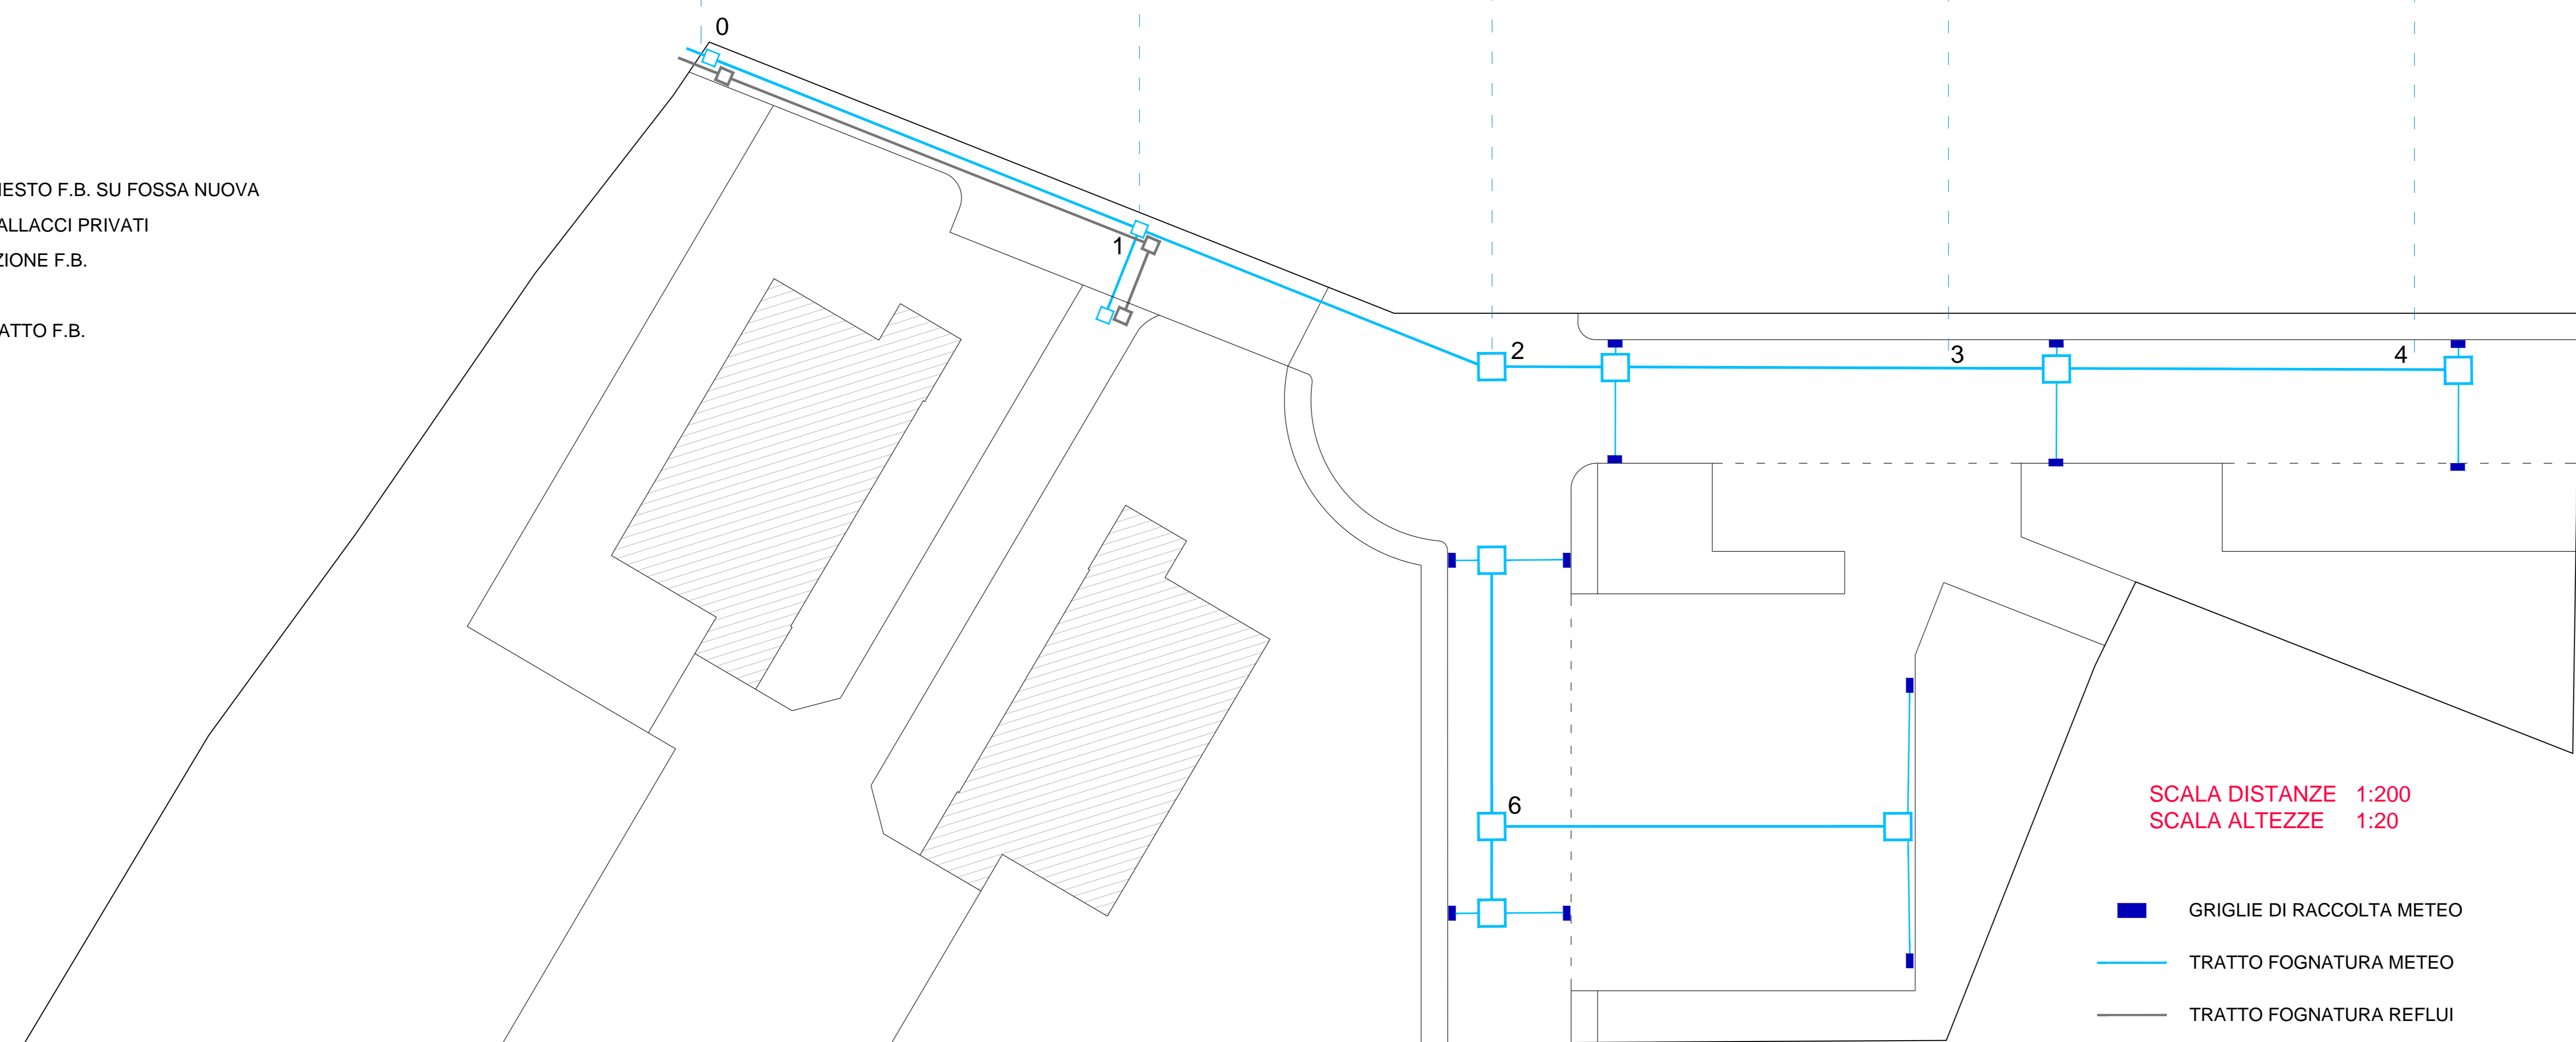 0
IESTO F.B. SU FOSSA NUOVA
ALLACCI PRIVATI
1
ZIONE F.B.
ATTO F.B.
2
3
4
6
SCALA DISTANZE 1:200
SCALA ALTEZZE 1:20
GRIGLIE DI RACCOLTA METEO
TRATTO FOGNATURA METEO
TRATTO FOGNATURA REFLUI